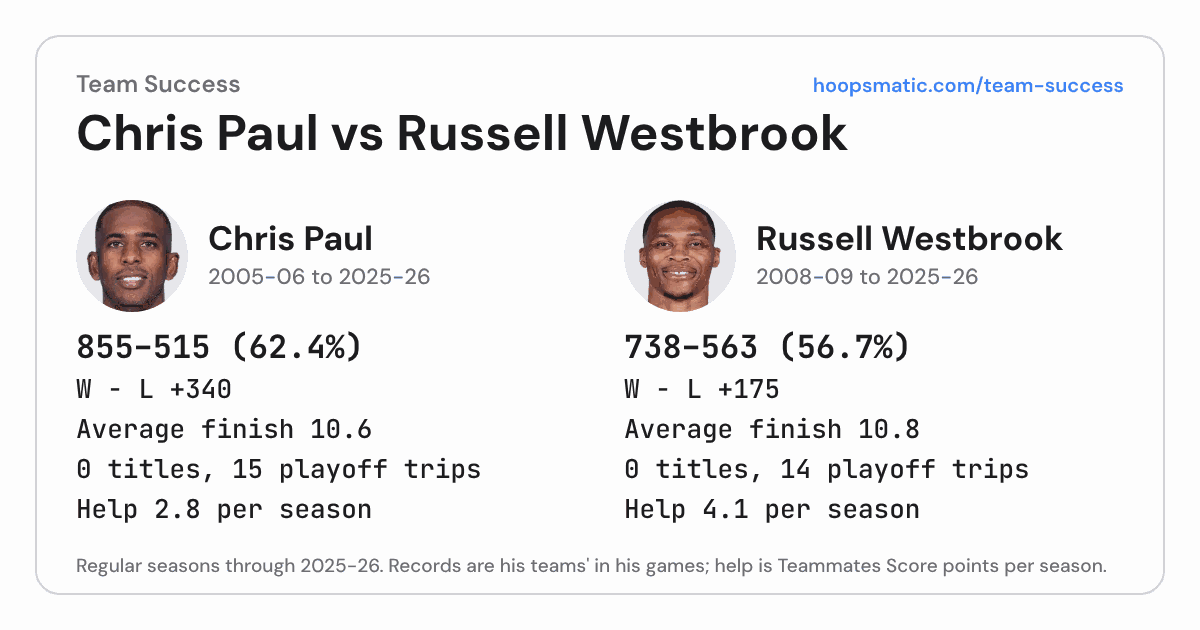 Team Success
hoopsmatic.com/team-success
Chris Paul vs Russell Westbrook
Chris Paul
2005-06 to 2025-26
855-515 (62.4%)
W - L +340
Average finish 10.6
0 titles, 15 playoff trips
Help 2.8 per season
Russell Westbrook
2008-09 to 2025-26
738-563 (56.7%)
W - L +175
Average finish 10.8
0 titles, 14 playoff trips
Help 4.1 per season
Regular seasons through 2025-26. Records are his teams' in his games; help is Teammates Score points per season.